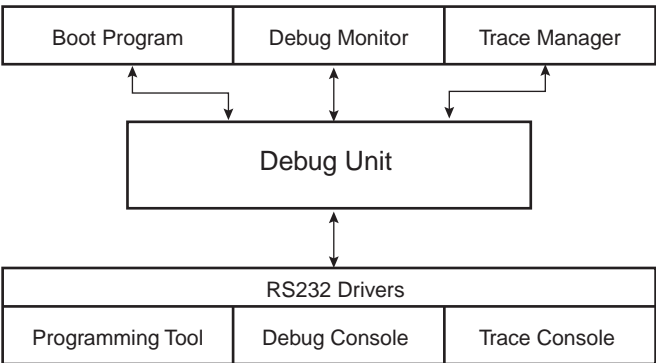 Boot Program Debug Monitor Trace Manager
Debug Unit
RS232 Drivers
Programming Tool Debug Console Trace Console